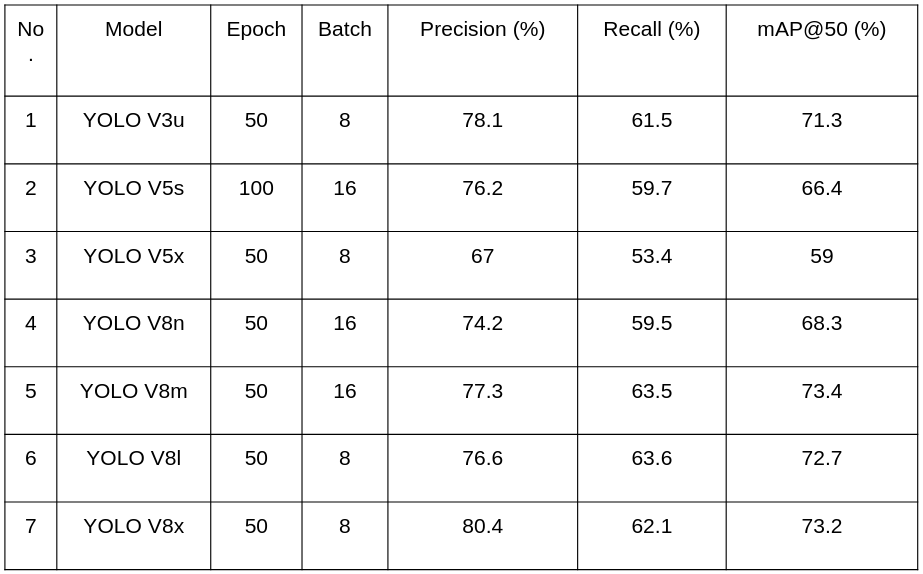 No Model Epoch Batch Precision (%) Recall (%) mAP@50 (%)
.
1 YOLO V3u 50 8 78.1 61.5 71.3
2 YOLO V5s 100 16 76.2 59.7 66.4
3 YOLO V5x 50 8 67 53.4 59
4 YOLO V8n 50 16 74.2 59.5 68.3
5 YOLO V8m 50 16 77.3 63.5 73.4
6 YOLO V8l 50 8 76.6 63.6 72.7
7 YOLO V8x 50 8 80.4 62.1 73.2